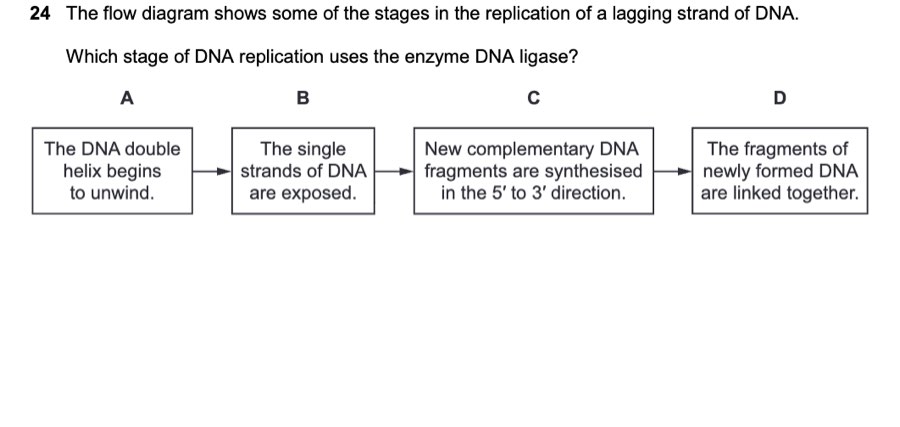 24 The flow diagram shows some of the stages in the replication of a lagging strand of DNA.
Which stage of DNA replication uses the enzyme DNA ligase?
A
B
C
D
The DNA double
helix begins
to unwind.
The single
strands of DNA
are exposed.
New complementary DNA
fragments are synthesised
in the 5′ to 3′ direction.
The fragments of
newly formed DNA
are linked together.